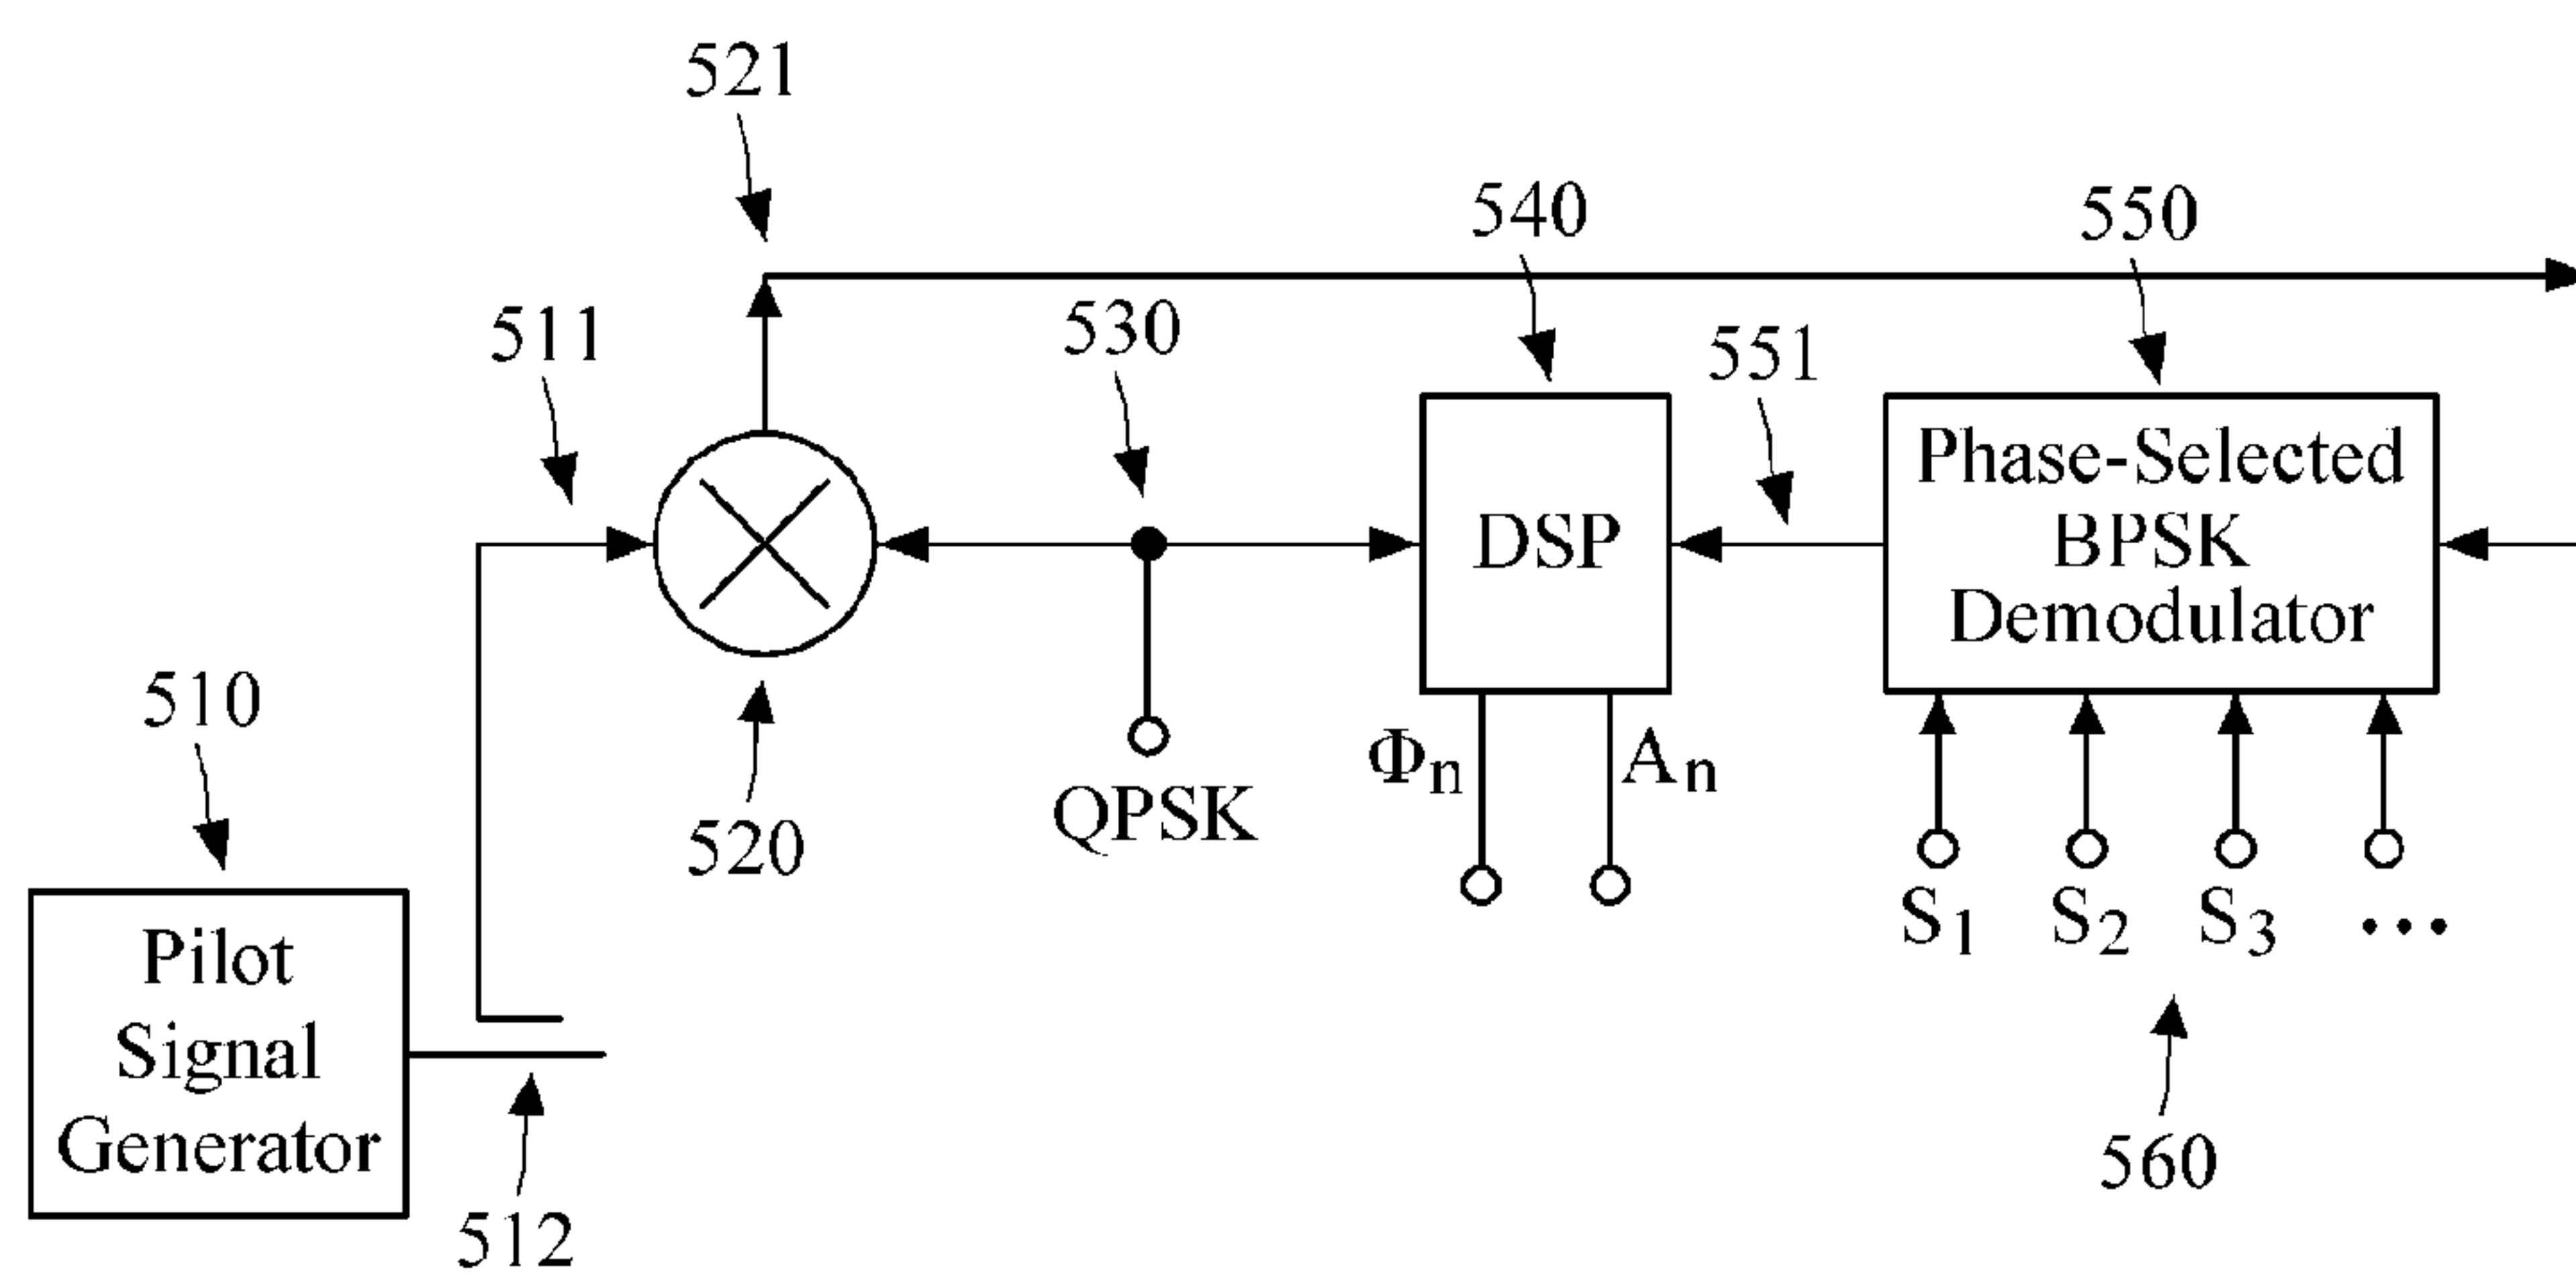 521
540
550
511
530
551
Phase-Selected
BPSK
Demodulator
DSP
510
Φn
An
QPSK
520
S1
S2
S3
...
Pilot
Signal
Generator
512
560